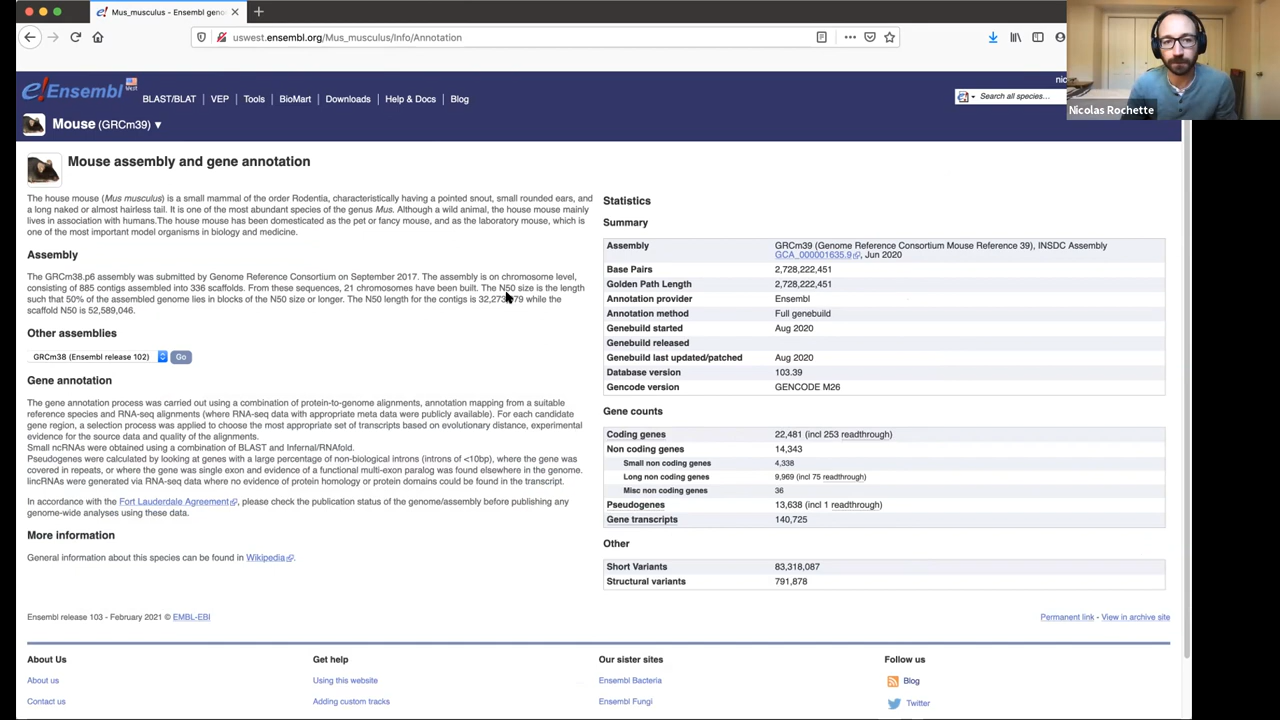 Mus_musculus - Ensembl geno
uswest.ensembl.org/Mus_musculus/Info/Annotation
Nicolas Rochette
e!Ensembl
nic
BLAST/BLAT VEP Tools BioMart Downloads Help & Docs Blog
Search all species...
Mouse (GRCm39)
Mouse assembly and gene annotation
The house mouse (Mus musculus) is a small mammal of the order Rodentia, characteristically having a pointed snout, small rounded ears, and
a long naked or almost hairless tail. It is one of the most abundant species of the genus Mus. Although a wild animal, the house mouse mainly
lives in association with humans.The house mouse has been domesticated as the pet or fancy mouse, and as the laboratory mouse, which is
one of the most important model organisms in biology and medicine.
Assembly
The GRCm38.p6 assembly was submitted by Genome Reference Consortium on September 2017. The assembly is on chromosome level,
consisting of 885 contigs assembled into 336 scaffolds. From these sequences, 21 chromosomes have been built. The N50 size is the length
such that 50% of the assembled genome lies in blocks of the N50 size or longer. The N50 length for the contigs is while the
scaffold N50 is 52,589,046.
Other assemblies
GRCm38 (Ensembl release 102) Go
Gene annotation
The gene annotation process was carried out using a combination of protein-to-genome alignments, annotation mapping from a suitable
reference species and RNA-seq alignments (where RNA-seq data with appropriate meta data were publicly available). For each candidate
gene region, a selection process was applied to choose the most appropriate set of transcripts based on evolutionary distance, experimental
evidence for the source data and quality of the alignments.
Small ncRNAs were obtained using a combination of BLAST and Infernal/RNAfold.
Pseudogenes were calculated by looking at genes with a large percentage of non-biological introns (introns of <10bp), where the gene was
covered in repeats, or where the gene was single exon and evidence of a functional multi-exon paralog was found elsewhere in the genome.
lincRNAs were generated via RNA-seq data where no evidence of protein homology or protein domains could be found in the transcript.
In accordance with the Fort Lauderdale Agreement, please check the publication status of the genome/assembly before publishing any
genome-wide analyses using these data.
More information
General information about this species can be found in Wikipedia.
Statistics
Summary
Assembly GRCm39 (Genome Reference Consortium Mouse Reference 39), INSDC Assembly
GCA_000001635.9, Jun 2020
Base Pairs 2,728,222,451
Golden Path Length 2,728,222,451
Annotation provider Ensembl
Annotation method Full genebuild
Genebuild started Aug 2020
Genebuild released
Genebuild last updated/patched Aug 2020
Database version 103.39
Gencode version GENCODE M26
Gene counts
Coding genes 22,481 (incl 253 readthrough)
Non coding genes 14,343
Small non coding genes 4,338
Long non coding genes 9,969 (incl 75 readthrough)
Misc non coding genes 36
Pseudogenes 13,638 (incl 1 readthrough)
Gene transcripts 140,725
Other
Short Variants 83,318,087
Structural variants 791,878
Ensembl release 103 - February 2021 © EMBL-EBI
Permanent link - View in archive site
About Us Get help Our sister sites Follow us
About us Using this website Ensembl Bacteria Blog
Contact us Adding custom tracks Ensembl Fungi Twitter